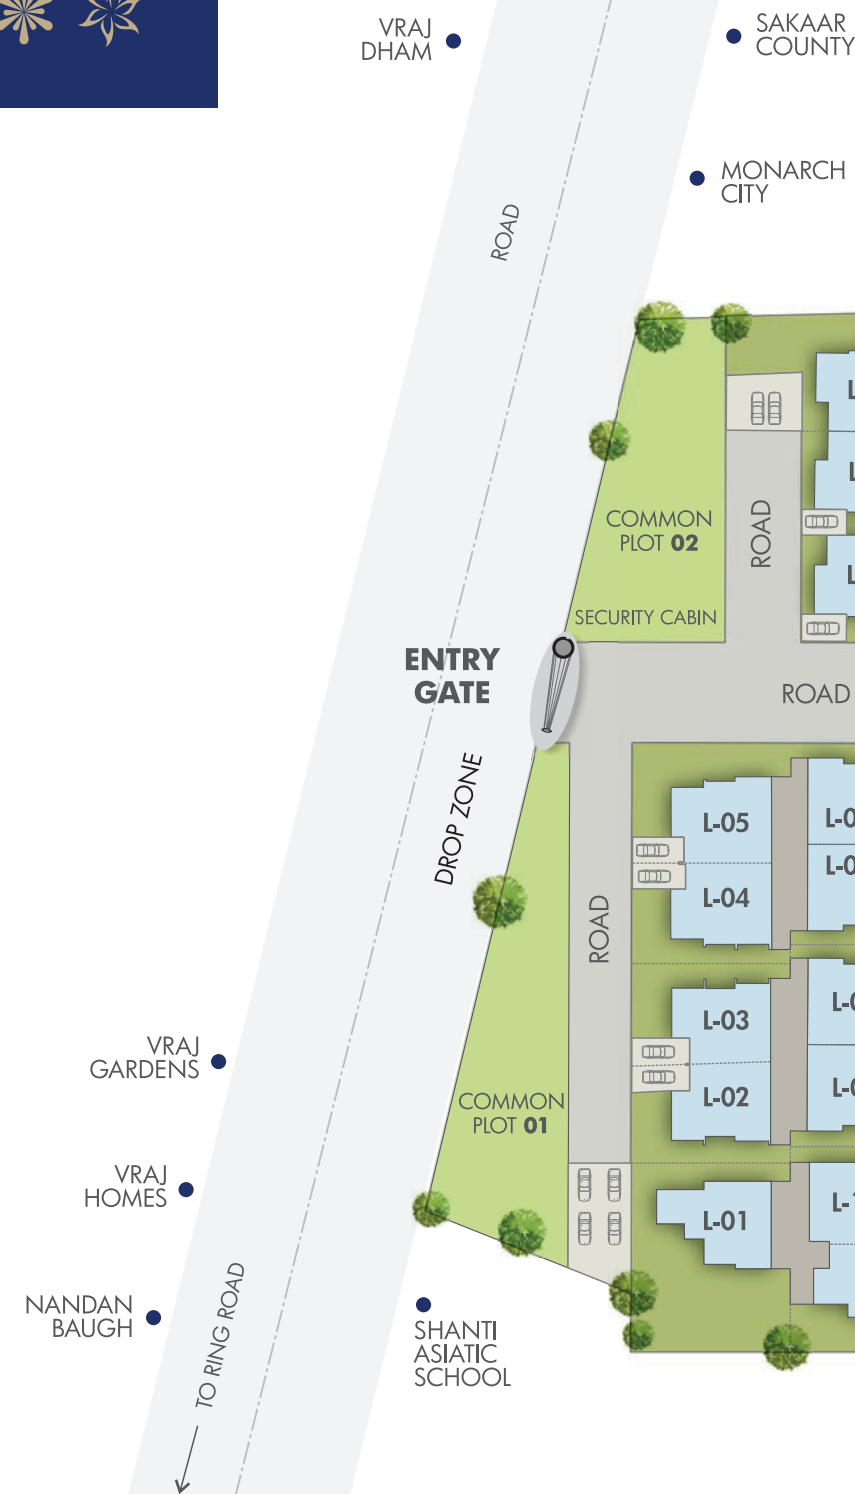 VRAJ
DHAM
SAKAAR
COUNTY
MONARCH
CITY
ROAD
COMMON
PLOT 02
ROAD
SECURITY CABIN
ENTRY
GATE
ROAD
DROP ZONE
L-05
L-04
ROAD
L-03
L-02
VRAJ
GARDENS
COMMON
PLOT 01
VRAJ
HOMES
L-01
NANDAN
BAUGH
TO RING ROAD
SHANTI
ASIATIC
SCHOOL